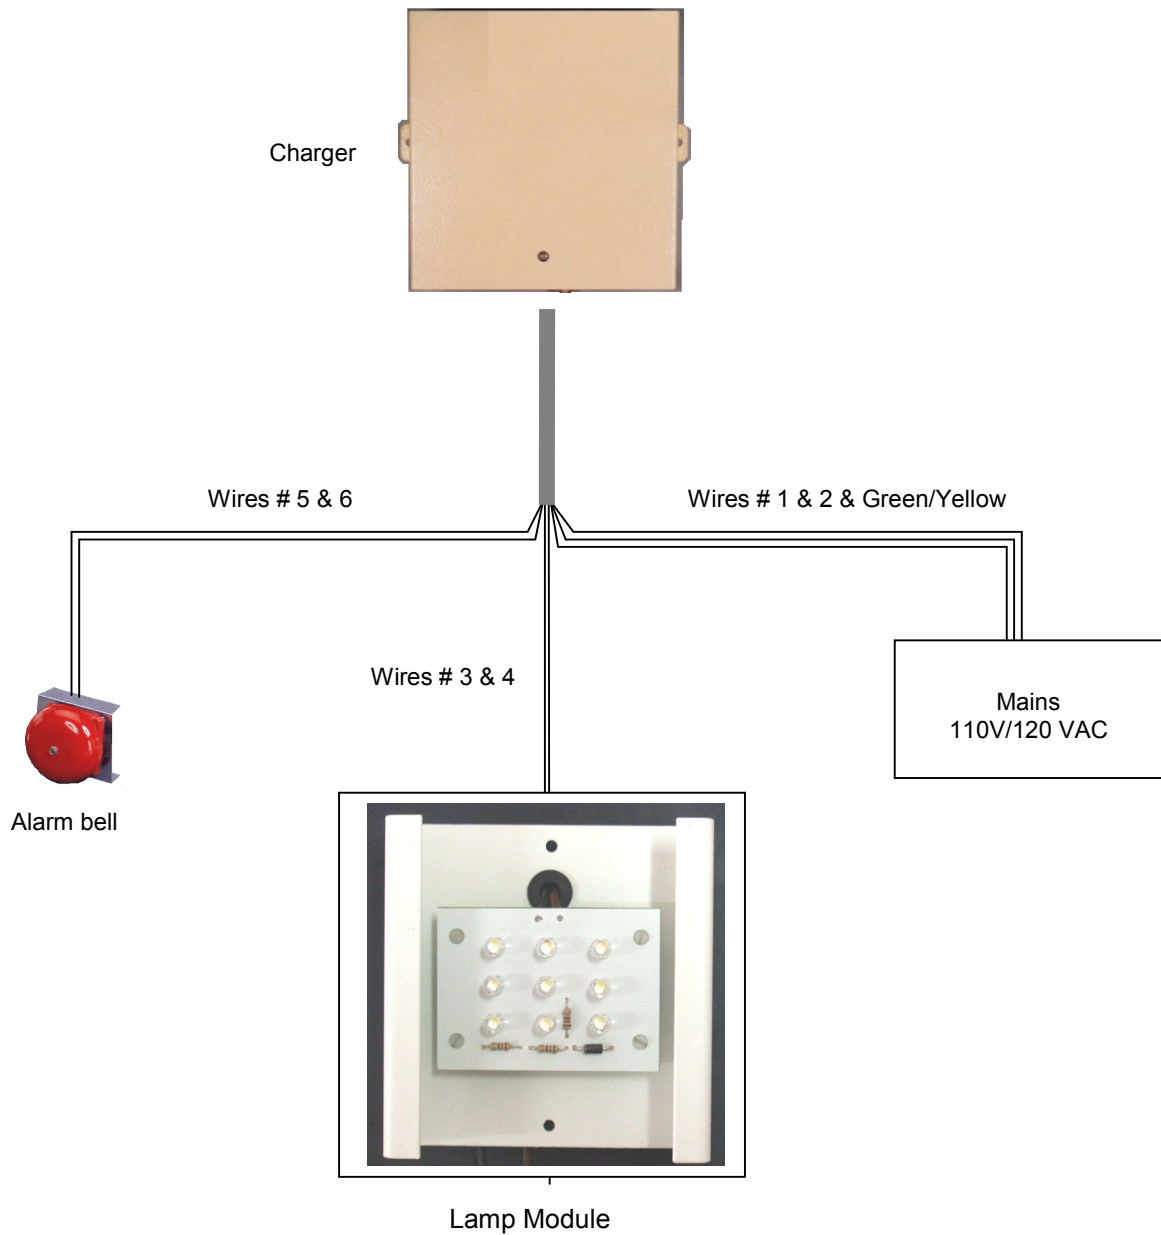 Charger
Wires # 5 & 6
Wires # 1 & 2 & Green/Yellow
Wires # 3 & 4
Mains
110V/120 VAC
Alarm bell
Lamp Module